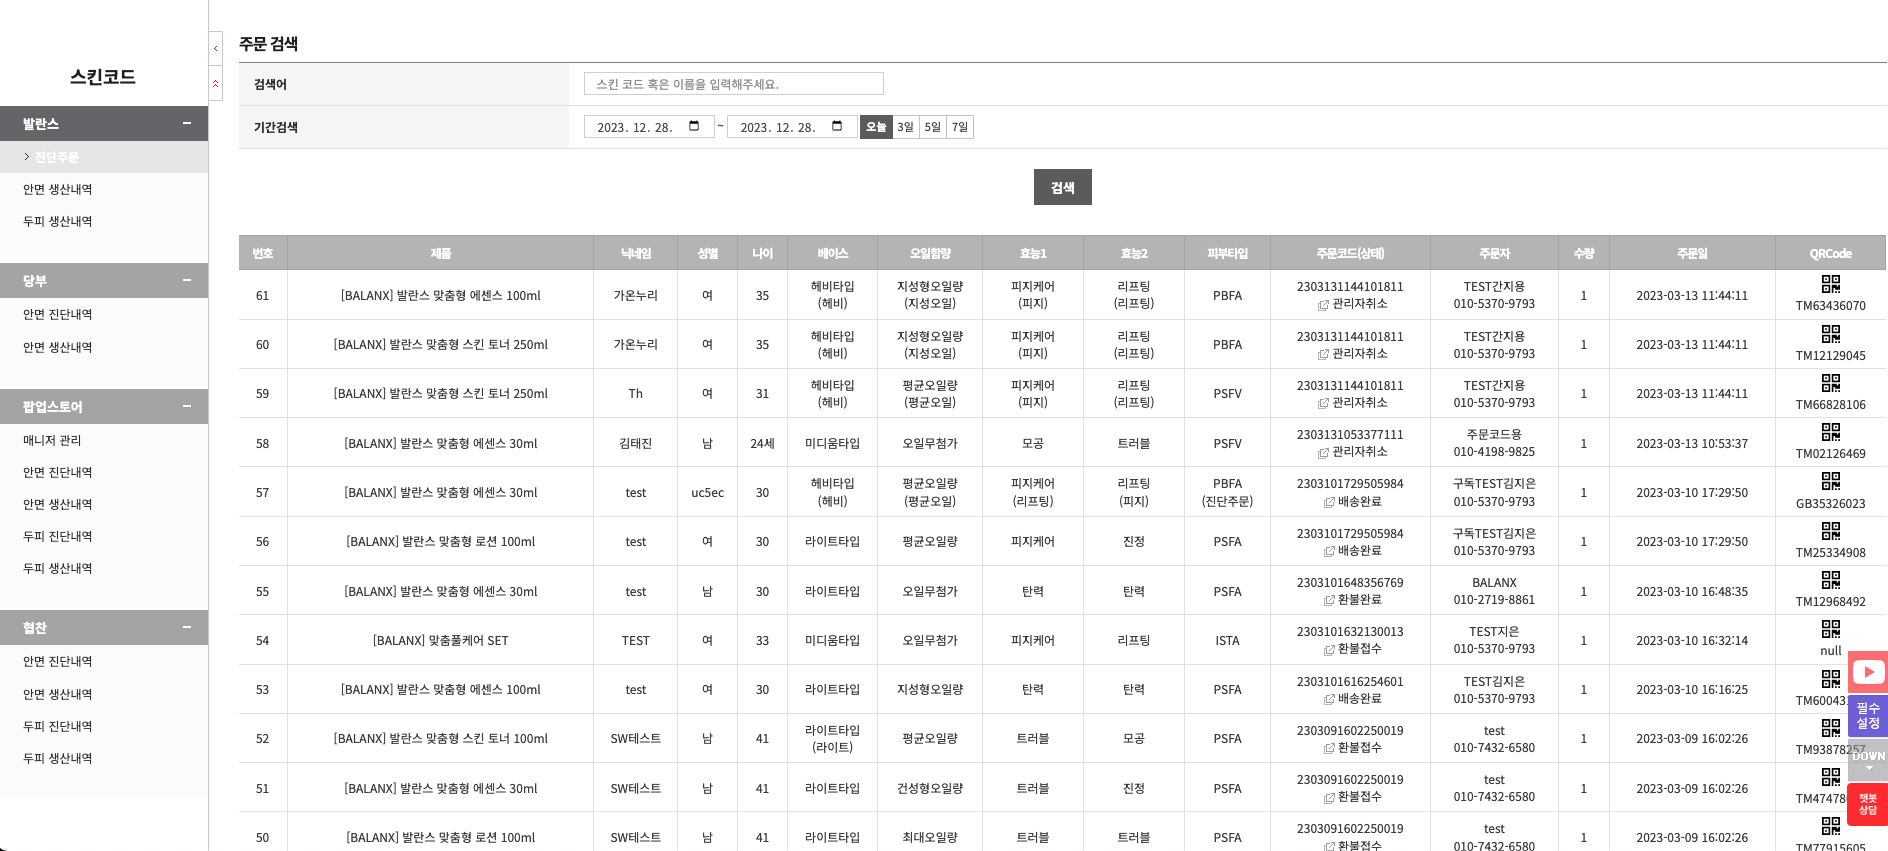 스킨코드
발란스
진단주문
안면 생산내역
두피 생산내역
당부
안면 진단내역
안면 생산내역
팝업스토어
매니저 관리
안면 진단내역
안면 생산내역
두피 진단내역
두피 생산내역
협찬
안면 진단내역
안면 생산내역
두피 진단내역
두피 생산내역
주문 검색
검색어 스킨 코드 혹은 이름을 입력해주세요.
기간검색 2023. 12. 28. ~ 2023. 12. 28. 오늘 3일 5일 7일
검색
번호 제품 닉네임 성별 나이 베이스 오일함량 효능1 효능2 피부타입 주문코드(상태) 주문자 수량 주문일 QRCode
헤비타입 지성형오일량 피지케어 리프팅 2303131144101811 TEST간지용
61 [BALANX] 발란스 맞춤형 에센스 100ml 가온누리 여 35 PBFA 1 2023-03-13 11:44:11
(헤비) (지성오일) (피지) (리프팅) 관리자취소 010-5370-9793 TM63436070
헤비타입 지성형오일량 피지케어 리프팅 2303131144101811 TEST간지용
60 [BALANX] 발란스 맞춤형 스킨 토너 250ml 가온누리 여 35 PBFA 1 2023-03-13 11:44:11
(헤비) (지성오일) (피지) (리프팅) 관리자취소 010-5370-9793 TM12129045
헤비타입 평균오일량 피지케어 리프팅 2303131144101811 TEST간지용
59 [BALANX] 발란스 맞춤형 스킨 토너 250ml Th 여 31 PSFV 1 2023-03-13 11:44:11
(헤비) (평균오일) (피지) (리프팅) 관리자취소 010-5370-9793 TM66828106
2303131053377111 주문코드용
58 [BALANX] 발란스 맞춤형 에센스 30ml 김태진 남 24세 미디움타입 오일무첨가 모공 트러블 PSFV 1 2023-03-13 10:53:37
관리자취소 010-4198-9825 TM02126469
헤비타입 평균오일량 피지케어 리프팅 PBFA 2303101729505984 구독TEST김지은
57 [BALANX] 발란스 맞춤형 에센스 30ml test uc5ec 30 1 2023-03-10 17:29:50
(헤비) (평균오일) (리프팅) (피지) (진단주문) 배송완료 010-5370-9793 GB35326023
2303101729505984 구독TEST김지은
56 [BALANX] 발란스 맞춤형 로션 100ml test 여 30 라이트타입 평균오일량 피지케어 진정 PSFA 1 2023-03-10 17:29:50
배송완료 010-5370-9793 TM25334908
2303101648356769 BALANX
55 [BALANX] 발란스 맞춤형 에센스 30ml test 남 30 라이트타입 오일무첨가 탄력 탄력 PSFA 1 2023-03-10 16:48:35
환불완료 010-2719-8861 TM12968492
2303101632130013 TEST지은
54 [BALANX] 맞춤풀케어 SET TEST 여 33 미디움타입 오일무첨가 피지케어 리프팅 ISTA 1 2023-03-10 16:32:14
환불접수 010-5370-9793 null
2303101616254601 TEST김지은
53 [BALANX] 발란스 맞춤형 에센스 100ml test 여 30 라이트타입 지성형오일량 탄력 탄력 PSFA 1 2023-03-10 16:16:25
배송완료 010-5370-9793
라이트타입 2303091602250019 test
52 [BALANX] 발란스 맞춤형 스킨 토너 100ml SW테스트 남 41 평균오일량 트러블 모공 PSFA 1 2023-03-09 16:02:26
(라이트) 환불접수 010-7432-6580 TM93878257
2303091602250019 test
51 [BALANX] 발란스 맞춤형 에센스 30ml SW테스트 남 41 라이트타입 건성형오일량 트러블 진정 PSFA 1 2023-03-09 16:02:26
환불접수 010-7432-6580
2303091602250019 test
50 [BALANX] 발란스 맞춤형 로션 100ml SW테스트 남 41 라이트타입 최대오일량 트러블 트러블 PSFA 1 2023-03-09 16:02:26
환불접수 010-7432-6580 TM77915605
필수
설정
DOWN
챗봇
상담